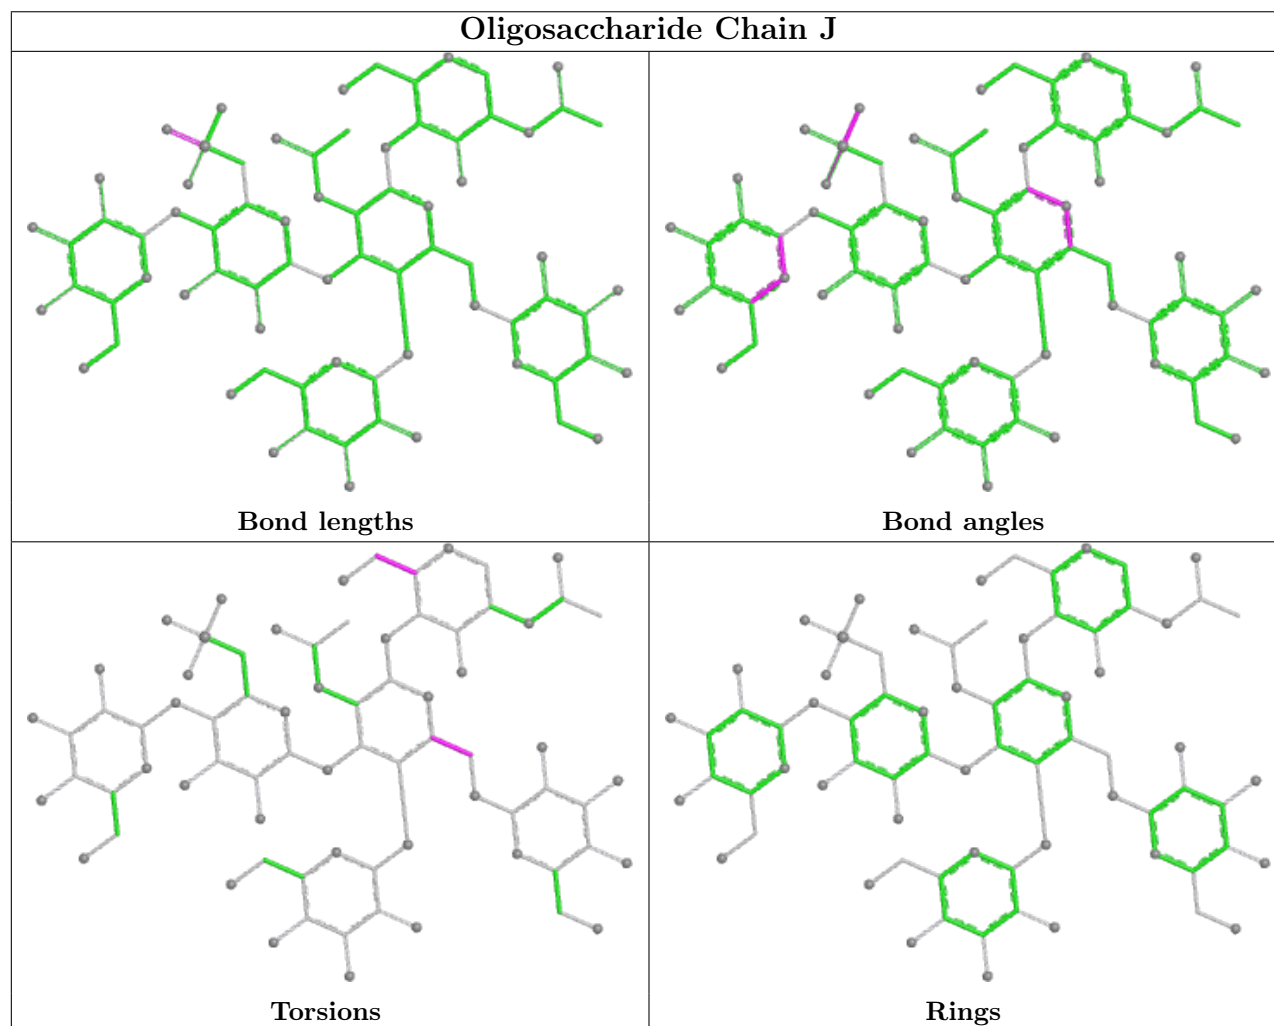 Oligosaccharide Chain J
Bond lengths
Bond angles
Torsions
Rings